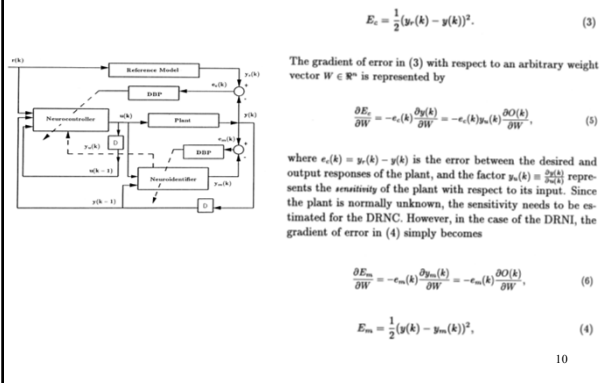 r(k)
Reference Model
y_r(k)
e_c(k)
+
-
DBP
Neurocontroller
u(k)
Plant
y(k)
D
e_m(k)
+
-
y_u(k)
DBP
u(k − 1)
Neuroidentifier
y_m(k)
y(k − 1)
D
E_c = 1/2 (y_r(k) − y(k))². (3)
The gradient of error in (3) with respect to an arbitrary weight
vector W ∈ ℝⁿ is represented by
∂E_c/∂W = −e_c(k) ∂y(k)/∂W = −e_c(k)y_u(k) ∂O(k)/∂W, (5)
where e_c(k) = y_r(k) − y(k) is the error between the desired and
output responses of the plant, and the factor y_u(k) ≡ ∂y(k)/∂u(k) repre-
sents the sensitivity of the plant with respect to its input. Since
the plant is normally unknown, the sensitivity needs to be es-
timated for the DRNC. However, in the case of the DRNI, the
gradient of error in (4) simply becomes
∂E_m/∂W = −e_m(k) ∂y_m(k)/∂W = −e_m(k) ∂O(k)/∂W, (6)
E_m = 1/2 (y(k) − y_m(k))², (4)
10